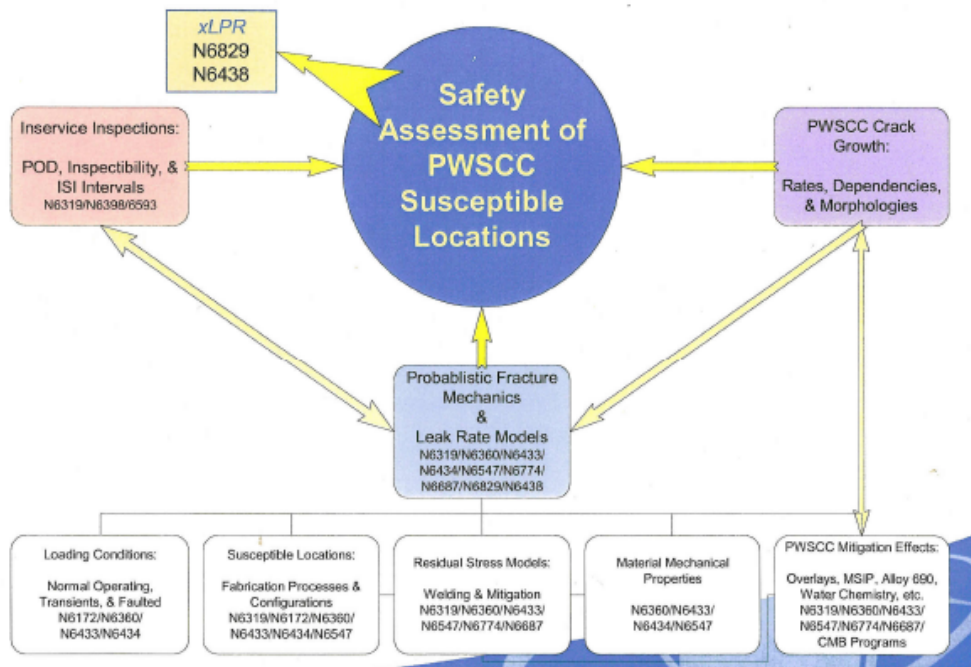 xLPR
N6829
N6438
Safety
Assessment of
PWSCC
Susceptible
Locations
Inservice Inspections:
POD, Inspectibility, &
ISI Intervals
N6319/N6398/6593
PWSCC Crack
Growth:
Rates, Dependencies,
& Morphologies
Probablistic Fracture
Mechanics
&
Leak Rate Models
N6319/N6360/N6433/
N6434/N6547/N6774/
N6687/N6829/N6438
Loading Conditions:
Normal Operating,
Transients, & Faulted
N6172/N6360/
N6433/N6434
Susceptible Locations:
Fabrication Processes &
Configurations
N6319/N6172/N6360/
N6433/N6434/N6547
Residual Stress Models:
Welding & Mitigation
N6319/N6360/N6433/
N6547/N6774/N6687
Material Mechanical
Properties
N6360/N6433/
N6434/N6547
PWSCC Mitigation Effects:
Overlays, MSIP, Alloy 690,
Water Chemistry, etc.
N6319/N6360/N6433/
N6547/N6774/N6687/
CMB Programs